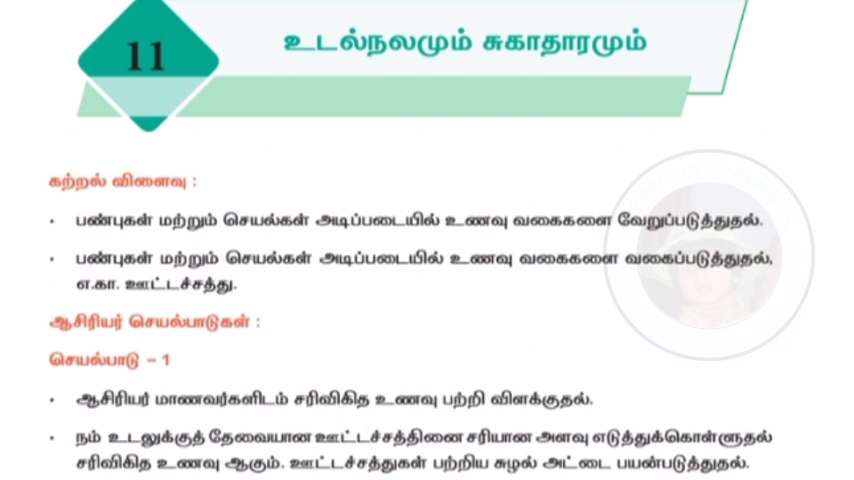 11
உடல்நலமும் சுகாதாரமும்
கற்றல் விளைவு :
• பண்புகள் மற்றும் செயல்கள் அடிப்படையில் உணவு வகைகளை வேறுப்படுத்துதல்.
• பண்புகள் மற்றும் செயல்கள் அடிப்படையில் உணவு வகைகளை வகைப்படுத்துதல்,
எ.கா. ஊட்டச்சத்து.
ஆசிரியர் செயல்பாடுகள் :
செயல்பாடு – 1
• ஆசிரியர் மாணவர்களிடம் சரிவிகித உணவு பற்றி விளக்குதல்.
• நம் உடலுக்குத் தேவையான ஊட்டச்சத்தினை சரியான அளவு எடுத்துக்கொள்ளுதல்
சரிவிகித உணவு ஆகும். ஊட்டச்சத்துகள் பற்றிய சுழல் அட்டை பயன்படுத்துதல்.